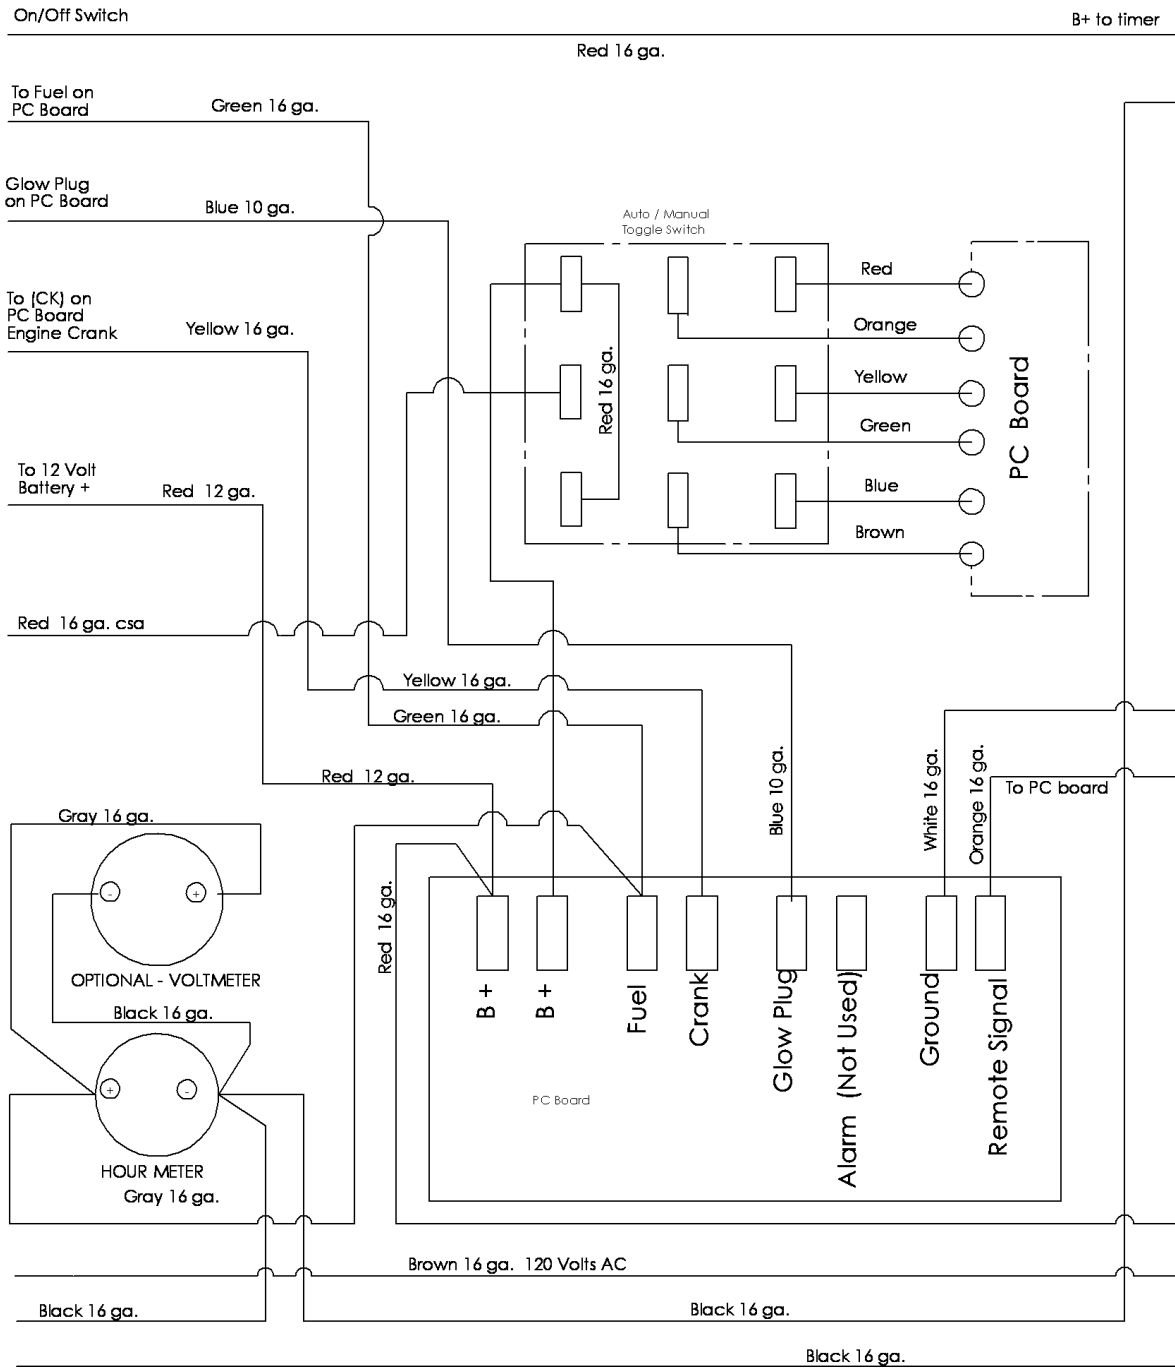 On/Off Switch
B+ to timer
Red 16 ga.
To Fuel on
PC Board
Green 16 ga.
Glow Plug
on PC Board
Blue 10 ga.
Auto / Manual
Toggle Switch
Red
To (CK) on
PC Board
Engine Crank
Yellow 16 ga.
Orange
Red 16 ga.
Yellow
Green
PC Board
To 12 Volt
Battery +
Red 12 ga.
Blue
Brown
Red 16 ga. csa
Yellow 16 ga.
Green 16 ga.
Red 12 ga.
Blue 10 ga.
White 16 ga.
Orange 16 ga.
To PC board
Gray 16 ga.
- +
OPTIONAL - VOLTMETER
Red 16 ga.
Black 16 ga.
B +
B +
Fuel
Crank
Glow Plug
Alarm (Not Used)
Ground
Remote Signal
+ -
PC Board
HOUR METER
Gray 16 ga.
Brown 16 ga. 120 Volts AC
Black 16 ga.
Black 16 ga.
Black 16 ga.